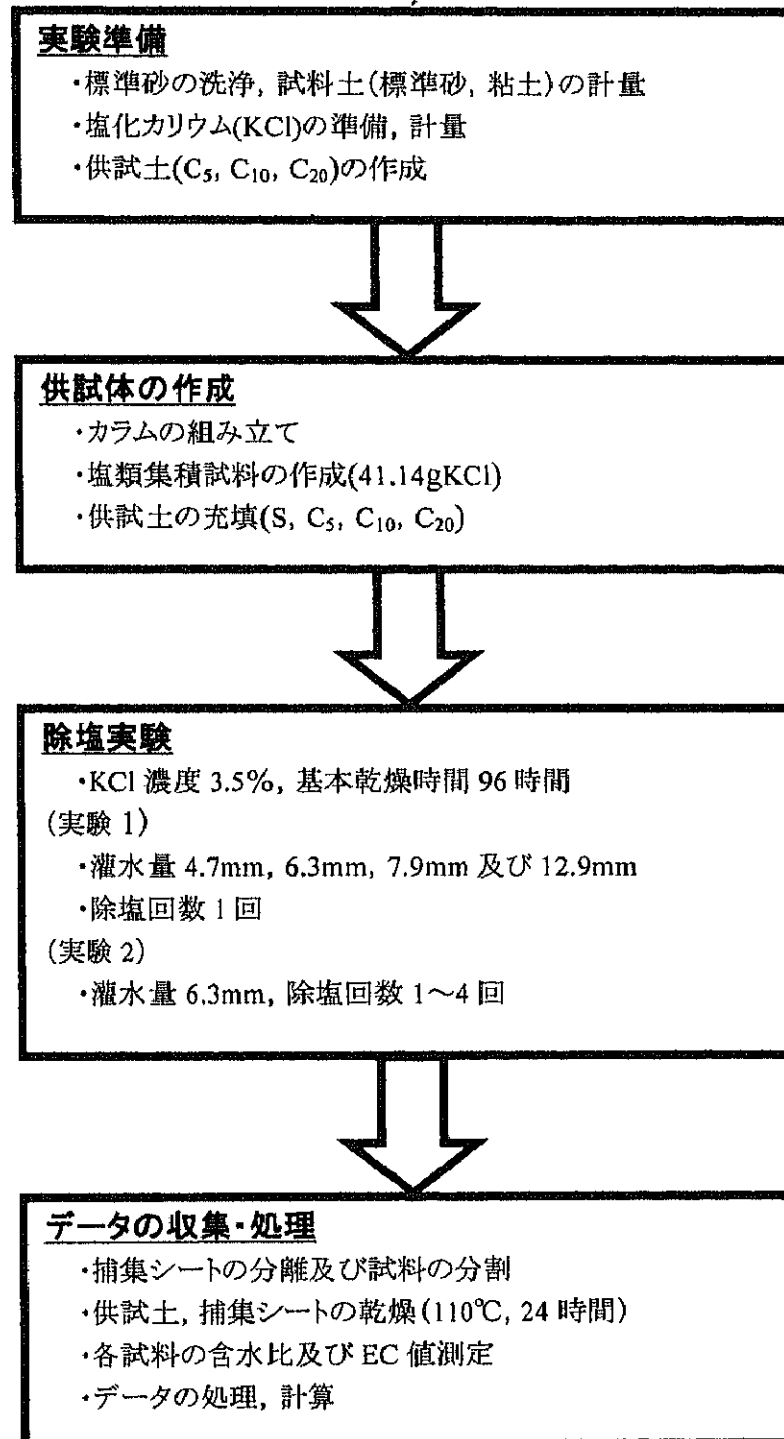 実験準備
・標準砂の洗浄, 試料土(標準砂, 粘土)の計量
・塩化カリウム(KCl)の準備, 計量
・供試土(C5, C10, C20)の作成
供試体の作成
・カラムの組み立て
・塩類集積試料の作成(41.14gKCl)
・供試土の充填(S, C5, C10, C20)
除塩実験
・KCl 濃度 3.5%, 基本乾燥時間 96 時間
(実験 1)
・灌水量 4.7mm, 6.3mm, 7.9mm 及び 12.9mm
・除塩回数 1 回
(実験 2)
・灌水量 6.3mm, 除塩回数 1～4 回
データの収集・処理
・捕集シートの分離及び試料の分割
・供試土, 捕集シートの乾燥(110℃, 24 時間)
・各試料の含水比及び EC 値測定
・データの処理, 計算